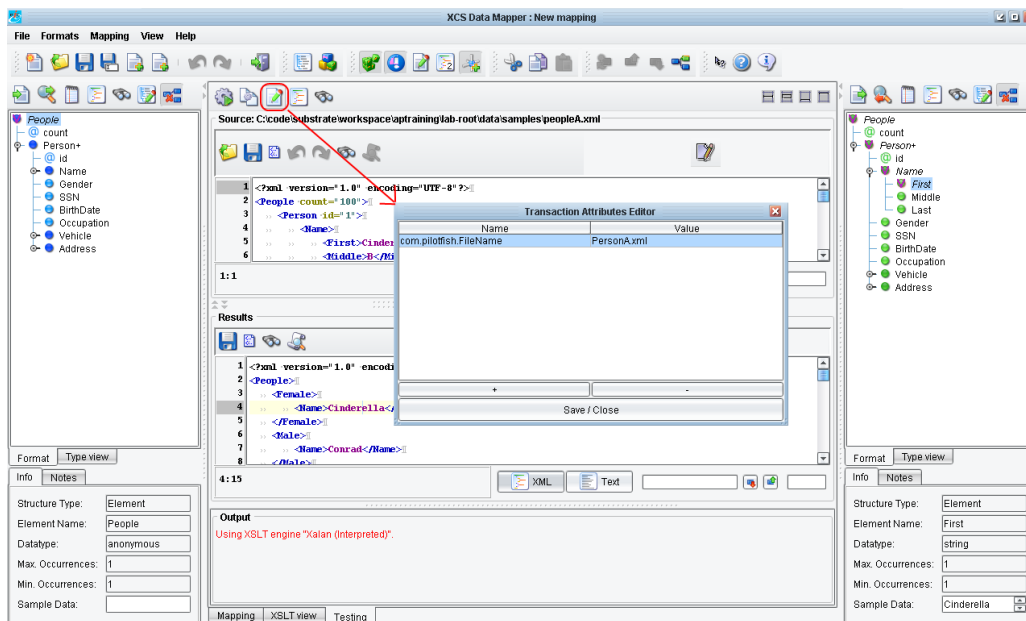 XCS Data Mapper : New mapping
File Formats Mapping View Help
People
@ count
Person+
@ id
Name
Gender
SSN
BirthDate
Occupation
Vehicle
Address
Format Type view
Info Notes
Structure Type: Element
Element Name: People
Datatype: anonymous
Max. Occurrences: 1
Min. Occurrences: 1
Sample Data:
Source: C:\code\substrate\workspace\aptraining\lab-root\data\samples\peopleA.xml
1 <?xml version="1.0" encoding="UTF-8"?>
2 <People count="100">
3 <Person id="1">
4 <Name>
5 <First>Cinder
6 <Middle>B</Mi
1:1
Transaction Attributes Editor
Name Value
com.pilotfish.FileName PersonA.xml
+ -
Save / Close
Results
1 <?xml version="1.0" encodi
2 <People>
3 <Female>
4 <Name>Cinderella</
5 </Female>
6 <Male>
7 <Name>Conrad</Name>
8 </Male>
4:15
XML Text
Output
Using XSLT engine "Xalan (Interpreted)".
Mapping XSLT view Testing
People
@ count
Person+
@ id
Name
First
Middle
Last
Gender
SSN
BirthDate
Occupation
Vehicle
Address
Format Type view
Info Notes
Structure Type: Element
Element Name: First
Datatype: string
Max. Occurrences: 1
Min. Occurrences: 1
Sample Data: Cinderella